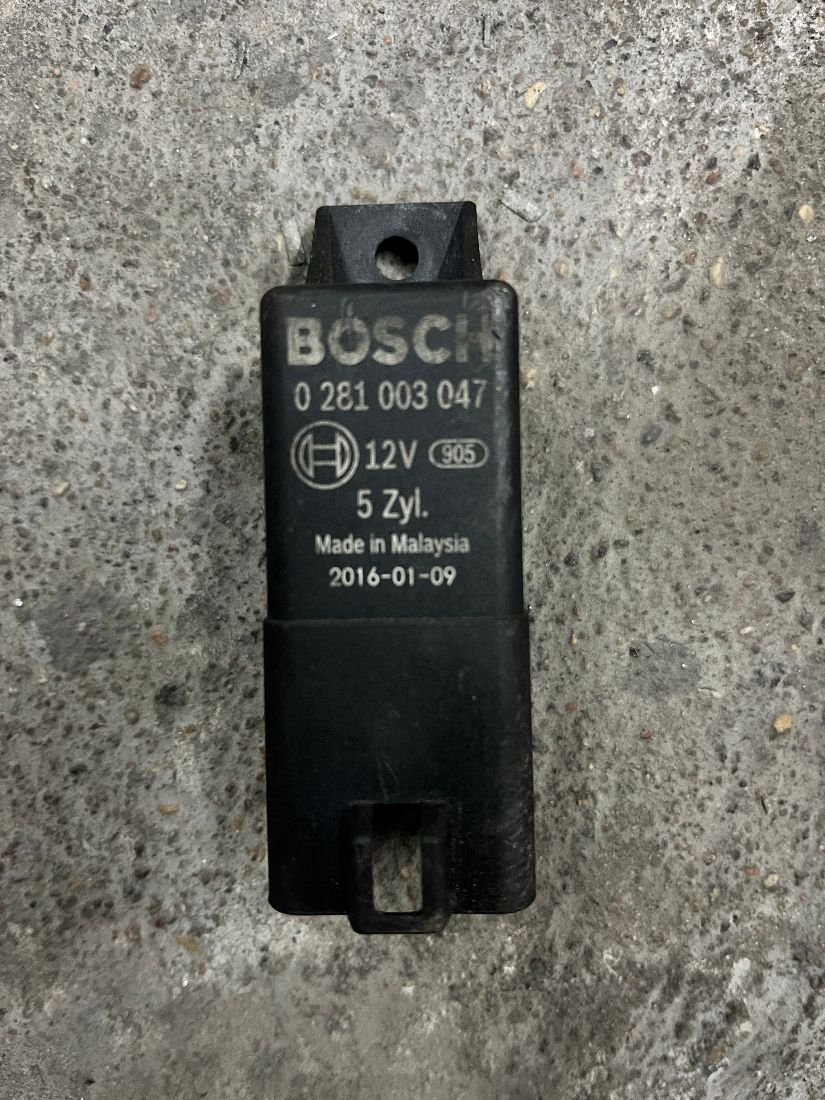 BOSCH
0 281 003 047
12V 905
5 Zyl.
Made in Malaysia
2016-01-09